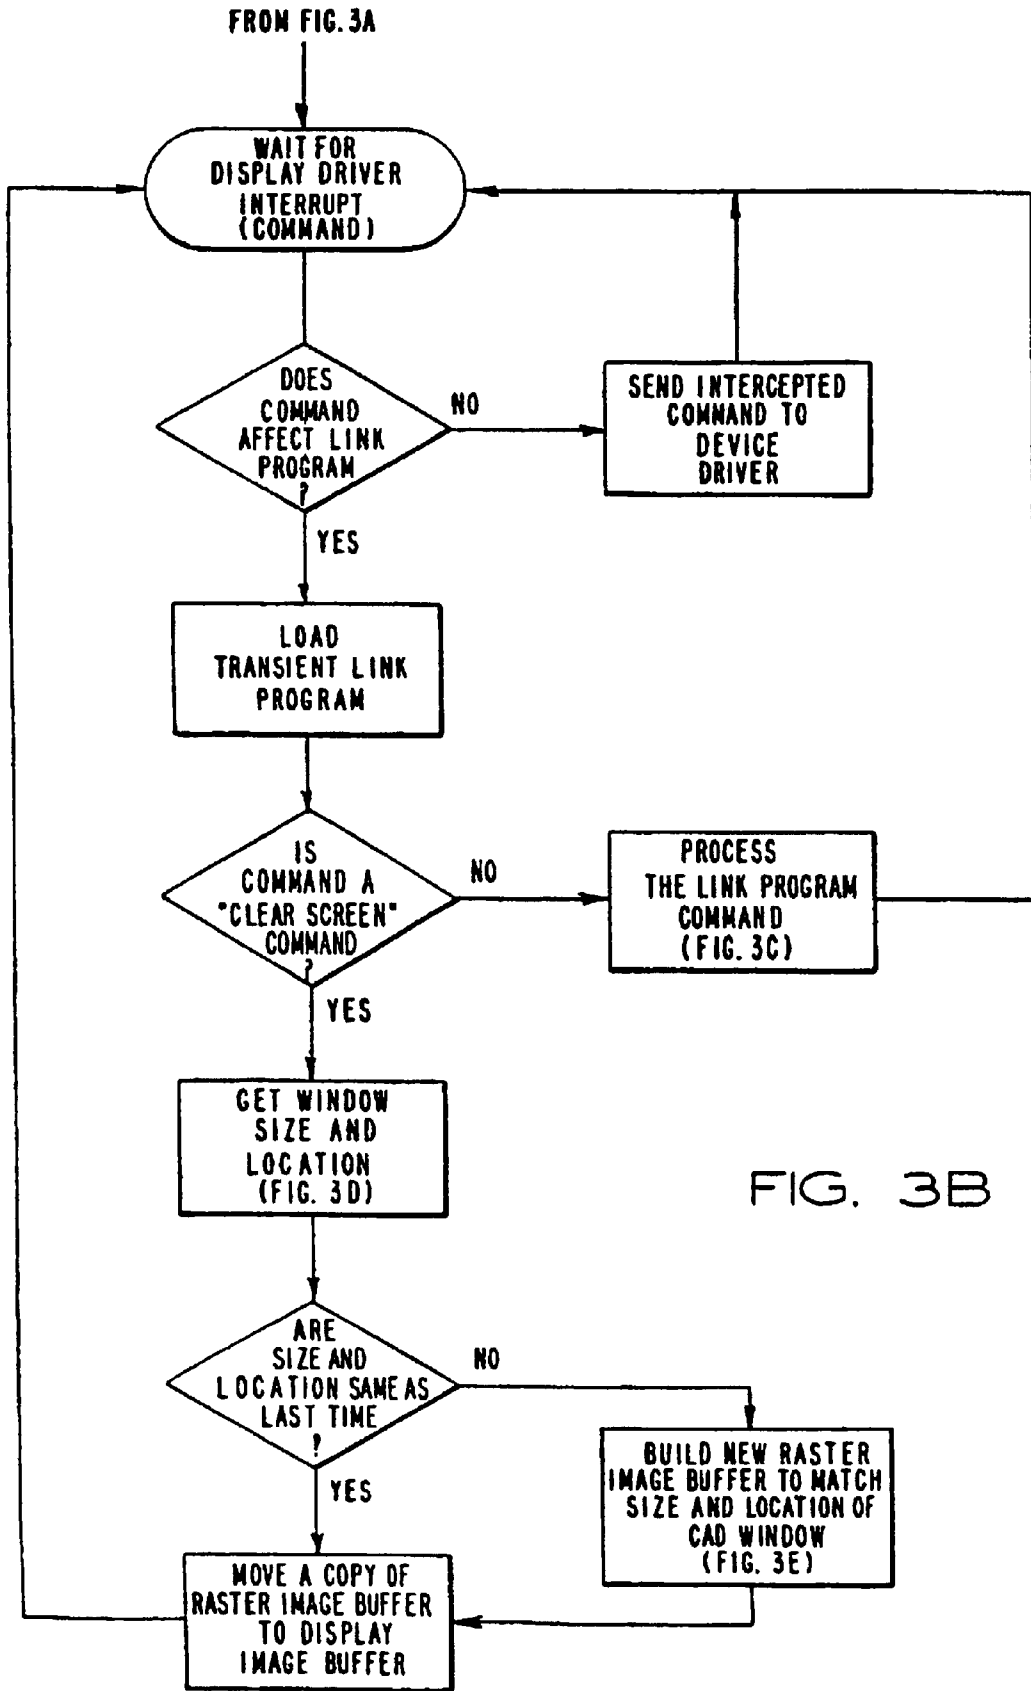 FROM FIG. 3A
WAIT FOR
DISPLAY DRIVER
INTERRUPT
(COMMAND)
DOES
COMMAND
AFFECT LINK
PROGRAM
?
NO
SEND INTERCEPTED
COMMAND TO
DEVICE
DRIVER
YES
LOAD
TRANSIENT LINK
PROGRAM
IS
COMMAND A
"CLEAR SCREEN"
COMMAND
?
NO
PROCESS
THE LINK PROGRAM
COMMAND
(FIG. 3C)
YES
GET WINDOW
SIZE AND
LOCATION
(FIG. 3D)
FIG. 3B
ARE
SIZE AND
LOCATION SAME AS
LAST TIME
?
NO
BUILD NEW RASTER
IMAGE BUFFER TO MATCH
SIZE AND LOCATION OF
CAD WINDOW
(FIG. 3E)
YES
MOVE A COPY OF
RASTER IMAGE BUFFER
TO DISPLAY
IMAGE BUFFER